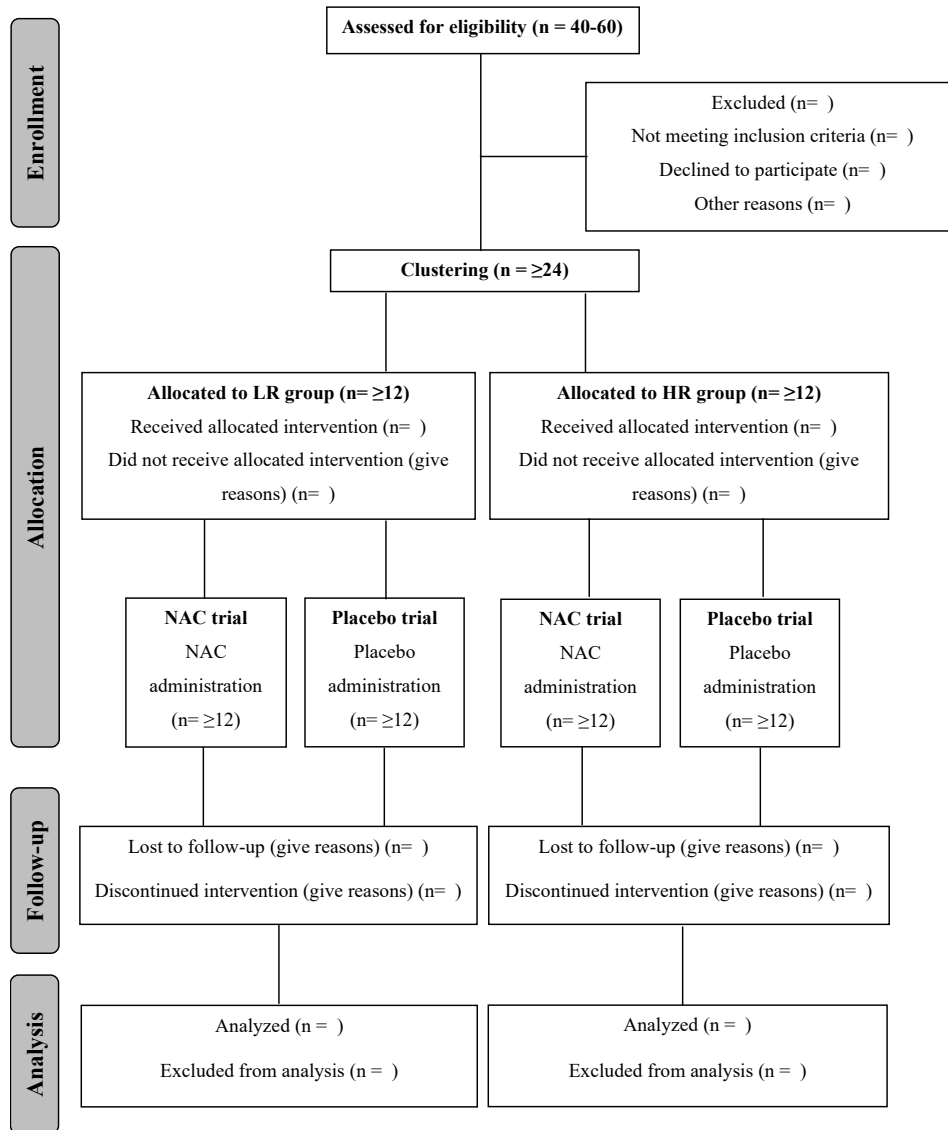 Enrollment
Assessed for eligibility (n = 40-60)
Excluded (n= )
Not meeting inclusion criteria (n= )
Declined to participate (n= )
Other reasons (n= )
Allocation
Clustering (n = ≥24)
Allocated to LR group (n= ≥12)
Received allocated intervention (n= )
Did not receive allocated intervention (give
reasons) (n= )
Allocated to HR group (n= ≥12)
Received allocated intervention (n= )
Did not receive allocated intervention (give
reasons) (n= )
NAC trial
NAC
administration
(n= ≥12)
Placebo trial
Placebo
administration
(n= ≥12)
NAC trial
NAC
administration
(n= ≥12)
Placebo trial
Placebo
administration
(n= ≥12)
Follow-up
Lost to follow-up (give reasons) (n= )
Discontinued intervention (give reasons) (n= )
Lost to follow-up (give reasons) (n= )
Discontinued intervention (give reasons) (n= )
Analysis
Analyzed (n = )
Excluded from analysis (n = )
Analyzed (n = )
Excluded from analysis (n = )